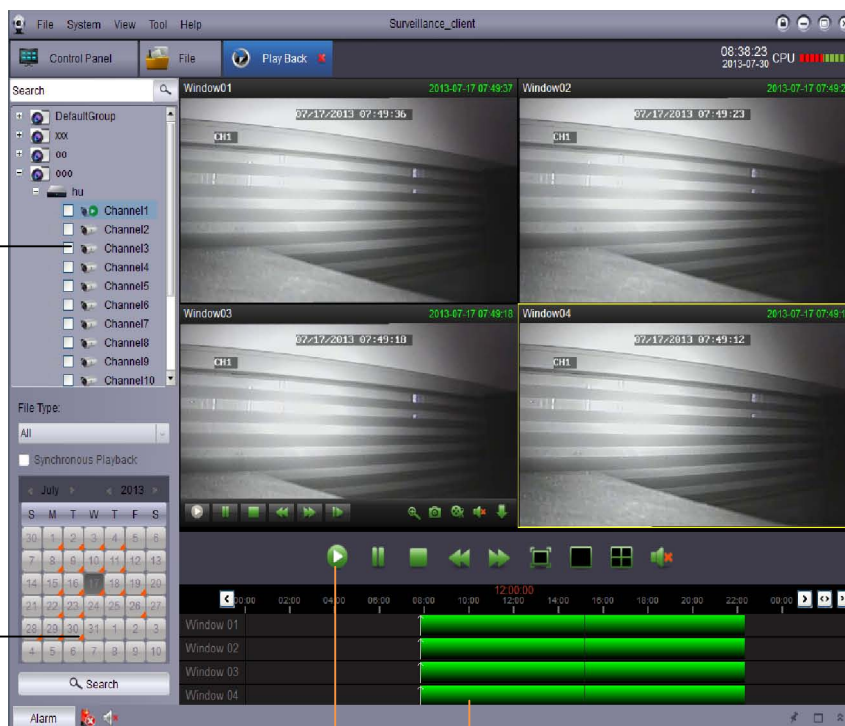 File System View Tool Help Surveillance_client
Control Panel File Play Back 08:38:23 2013-07-30 CPU
Search
DefaultGroup
xxx
oo
ooo
hu
Channel1
Channel2
Channel3
Channel4
Channel5
Channel6
Channel7
Channel8
Channel9
Channel10
File Type:
All
Synchronous Playback
July 2013
S M T W T F S
30 1 2 3 4 5 6
7 8 9 10 11 12 13
14 15 16 17 18 19 20
21 22 23 24 25 26 27
28 29 30 31 1 2 3
4 5 6 7 8 9 10
Search
Alarm
Window01 2013-07-17 07:49:37
07/17/2013 07:49:36
CH1
Window02 2013-07-17
07/17/2013 07:49:23
CH1
Window03 2013-07-17 07:49:18
07/17/2013 07:49:18
CH1
Window04 2013-07-17
07/17/2013 07:49:12
CH1
12:00:00
02:00 04:00 06:00 08:00 10:00 12:00 14:00 16:00 18:00 20:00 22:00 00:00
Window 01
Window 02
Window 03
Window 04